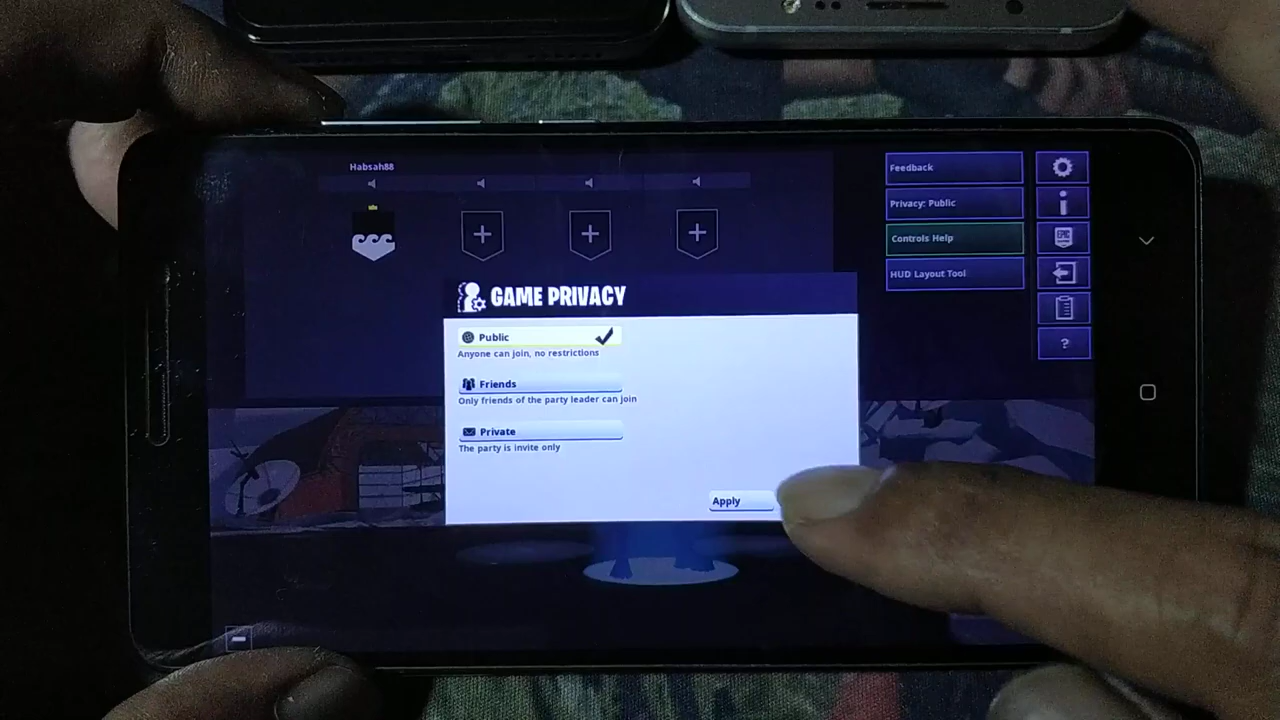 Habsah88
Feedback
Privacy: Public
Controls Help
EPIC
HUD Layout Tool
GAME PRIVACY
Public
Anyone can join, no restrictions
Friends
Only friends of the party leader can join
Private
The party is invite only
Apply